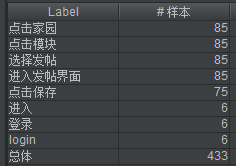 Label # 样本
点击家园 85
点击模块 85
选择发帖 85
进入发帖界面 85
点击保存 75
进入 6
登录 6
login 6
总体 433